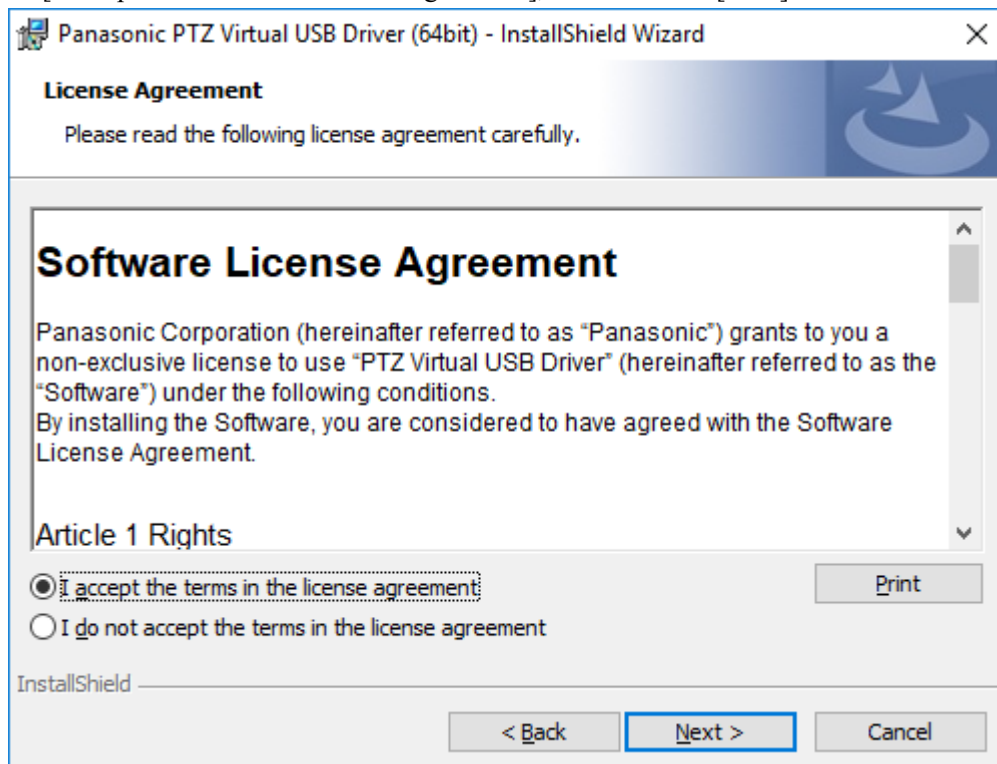 Panasonic PTZ Virtual USB Driver (64bit) - InstallShield Wizard
License Agreement
Please read the following license agreement carefully.
Software License Agreement
Panasonic Corporation (hereinafter referred to as “Panasonic”) grants to you a
non-exclusive license to use “PTZ Virtual USB Driver” (hereinafter referred to as the
“Software”) under the following conditions.
By installing the Software, you are considered to have agreed with the Software
License Agreement.
Article 1 Rights
I accept the terms in the license agreement
Print
I do not accept the terms in the license agreement
InstallShield
< Back
Next >
Cancel